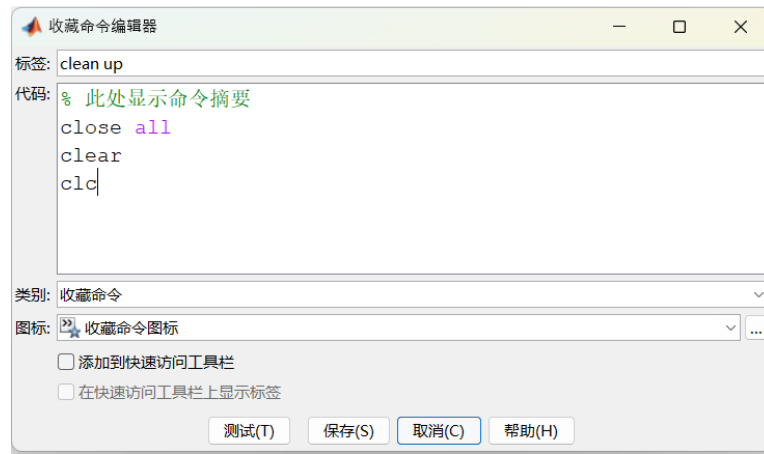 收藏命令编辑器
标签: clean up
代码: % 此处显示命令摘要
close all
clear
clc
类别: 收藏命令
图标: 收藏命令图标 ...
添加到快速访问工具栏
在快速访问工具栏上显示标签
测试(T) 保存(S) 取消(C) 帮助(H)